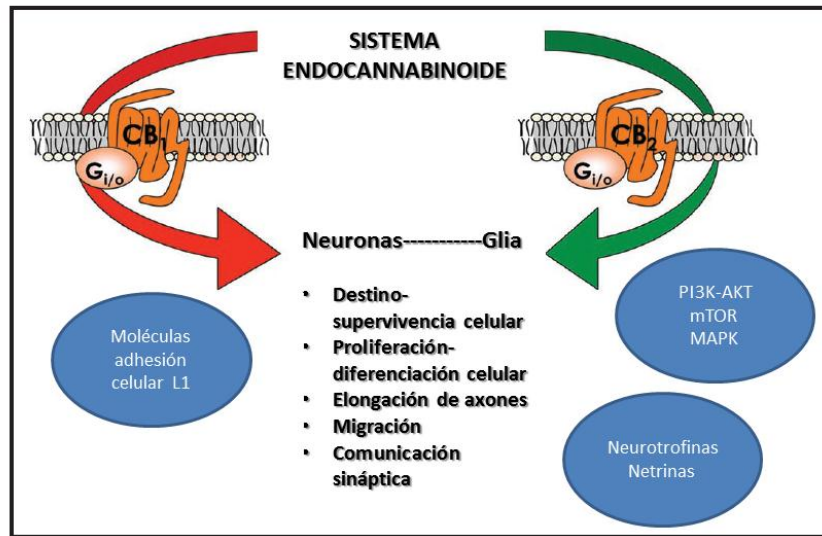 SISTEMA
ENDOCANNABINOIDE
CB1
Gi/o
CB2
Gi/o
Neuronas-----------Glia
· Destino-
supervivencia celular
· Proliferación-
diferenciación celular
· Elongación de axones
· Migración
· Comunicación
sináptica
Moléculas
adhesión
celular L1
PI3K-AKT
mTOR
MAPK
Neurotrofinas
Netrinas